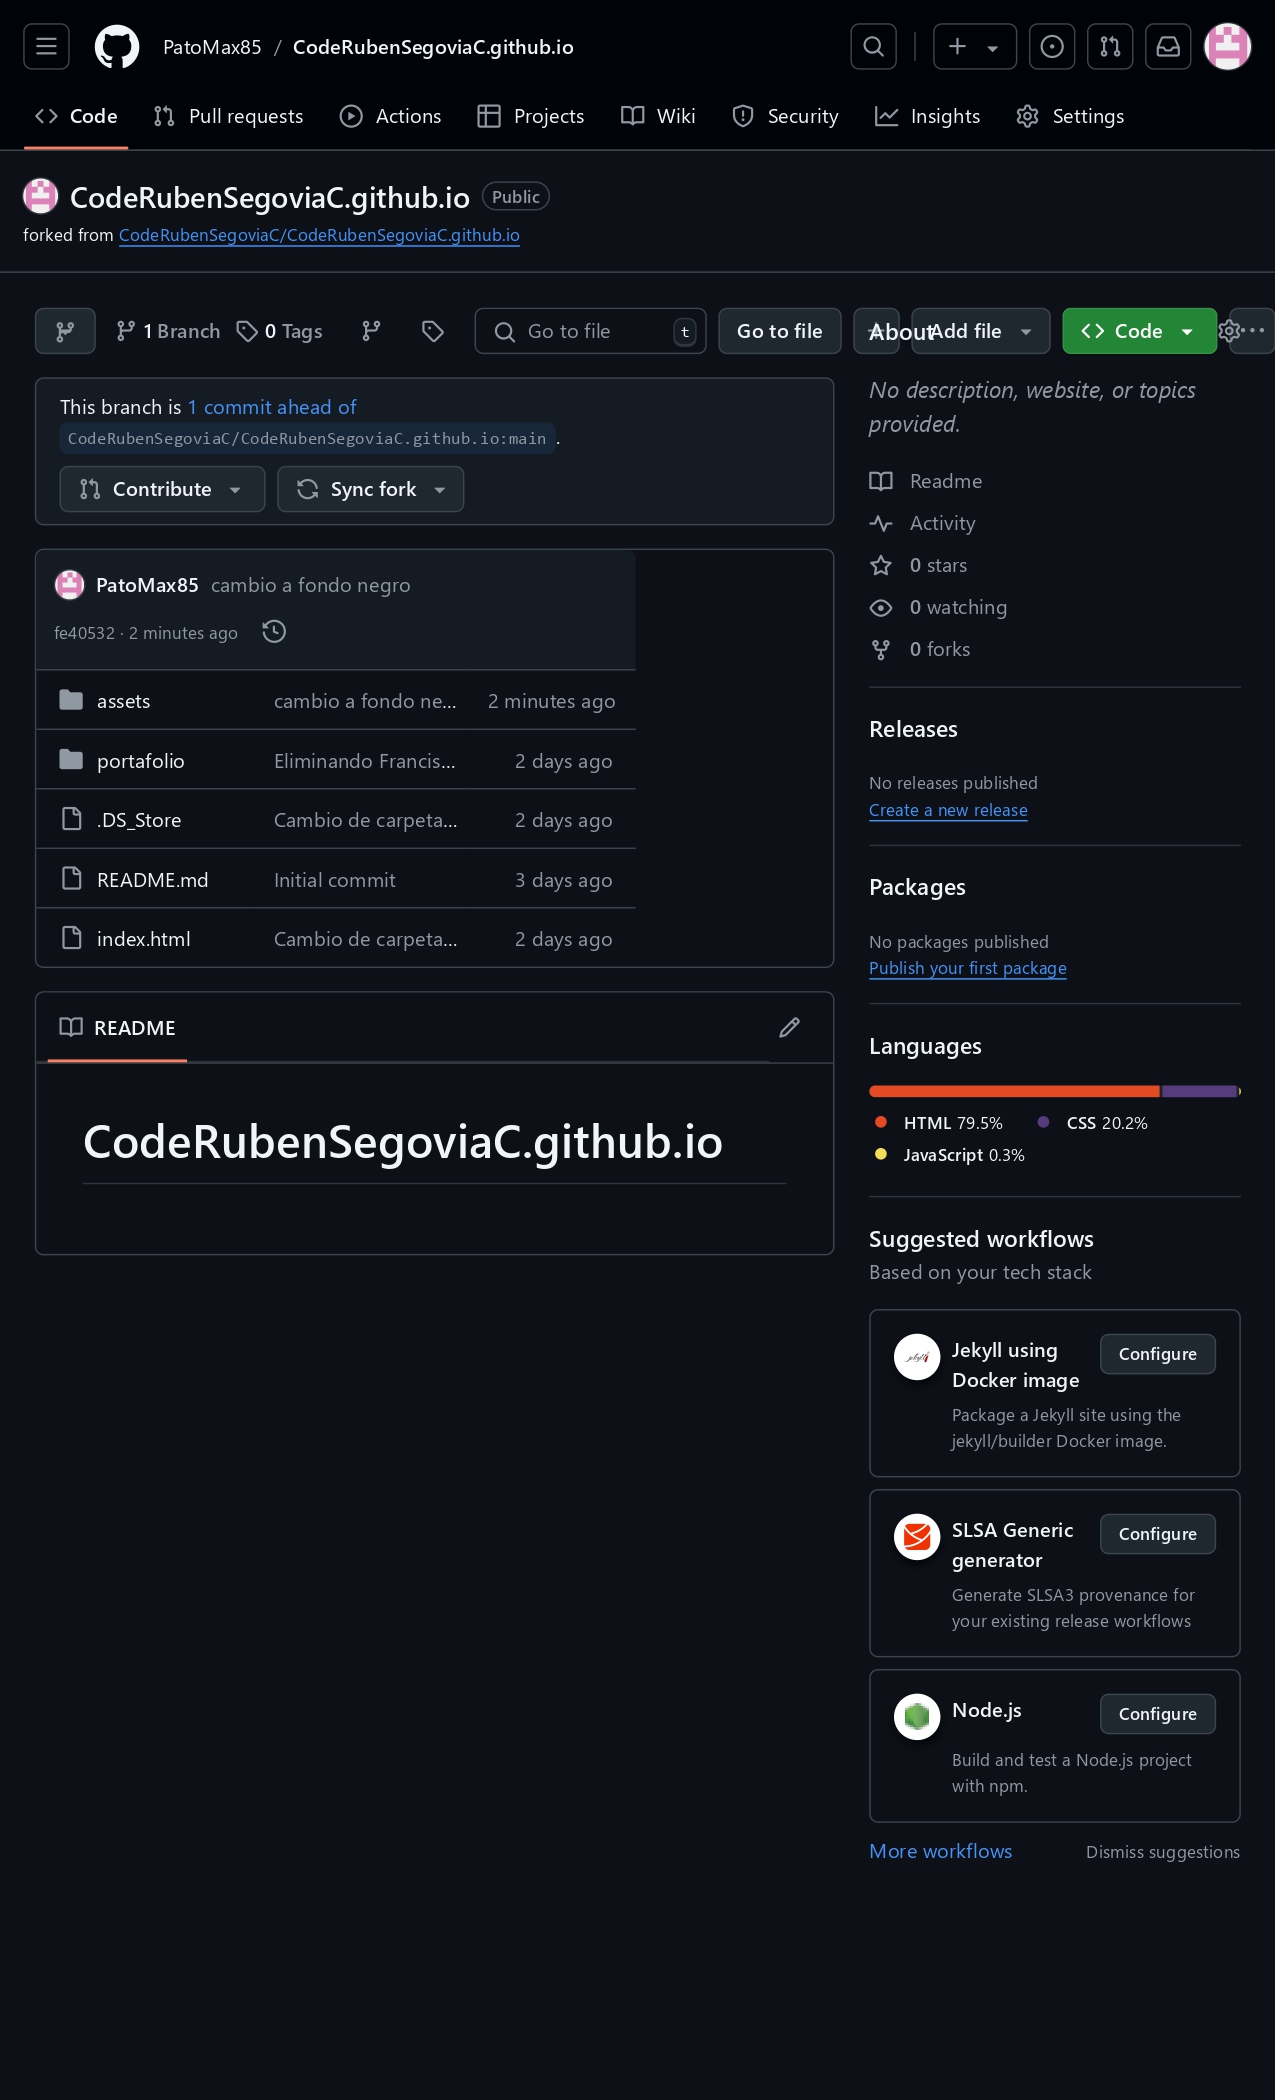 PatoMax85 / CodeRubenSegoviaC.github.io
Code Pull requests Actions Projects Wiki Security Insights Settings
CodeRubenSegoviaC.github.io Public
forked from CodeRubenSegoviaC/CodeRubenSegoviaC.github.io
1 Branch 0 Tags Go to file t Go to file Add file Code
This branch is 1 commit ahead of
CodeRubenSegoviaC/CodeRubenSegoviaC.github.io:main .
Contribute Sync fork
PatoMax85 cambio a fondo negro
fe40532 · 2 minutes ago
assets cambio a fondo ne... 2 minutes ago
portafolio Eliminando Francis... 2 days ago
.DS_Store Cambio de carpeta... 2 days ago
README.md Initial commit 3 days ago
index.html Cambio de carpeta... 2 days ago
README
CodeRubenSegoviaC.github.io
About
No description, website, or topics
provided.
Readme
Activity
0 stars
0 watching
0 forks
Releases
No releases published
Create a new release
Packages
No packages published
Publish your first package
Languages
HTML 79.5% CSS 20.2%
JavaScript 0.3%
Suggested workflows
Based on your tech stack
Jekyll using
Docker image
Configure
Package a Jekyll site using the
jekyll/builder Docker image.
SLSA Generic
generator
Configure
Generate SLSA3 provenance for
your existing release workflows
Node.js
Configure
Build and test a Node.js project
with npm.
More workflows Dismiss suggestions